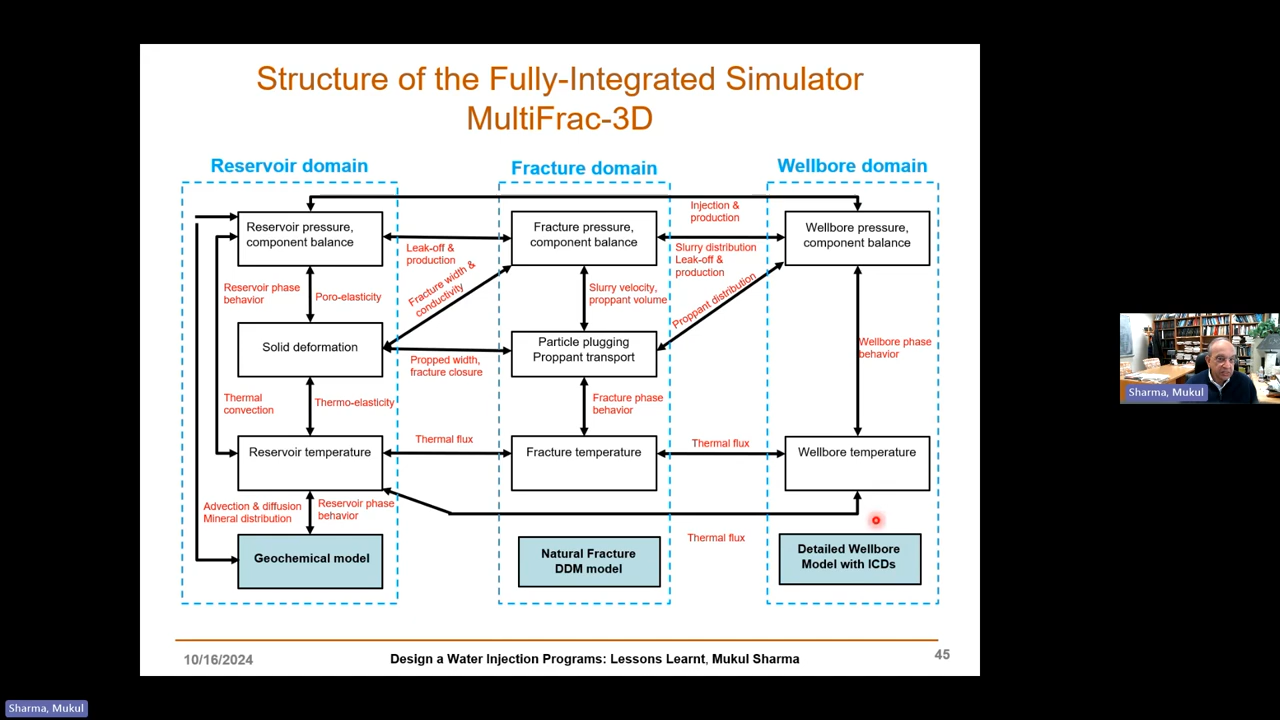 Structure of the Fully-Integrated Simulator
MultiFrac-3D
Reservoir domain
Fracture domain
Wellbore domain
Injection &
production
Reservoir pressure,
component balance
Fracture pressure,
component balance
Wellbore pressure,
component balance
Leak-off &
production
Slurry distribution
Leak-off &
production
Fracture width &
conductivity
Reservoir phase
behavior
Poro-elasticity
Slurry velocity,
proppant volume
Proppant distribution
Solid deformation
Particle plugging
Proppant transport
Wellbore phase
behavior
Propped width,
fracture closure
Thermal
convection
Thermo-elasticity
Fracture phase
behavior
Thermal flux
Thermal flux
Reservoir temperature
Fracture temperature
Wellbore temperature
Advection & diffusion
Mineral distribution
Reservoir phase
behavior
Thermal flux
Geochemical model
Natural Fracture
DDM model
Detailed Wellbore
Model with ICDs
10/16/2024
Design a Water Injection Programs: Lessons Learnt, Mukul Sharma
45
Sharma, Mukul
Sharma, Mukul